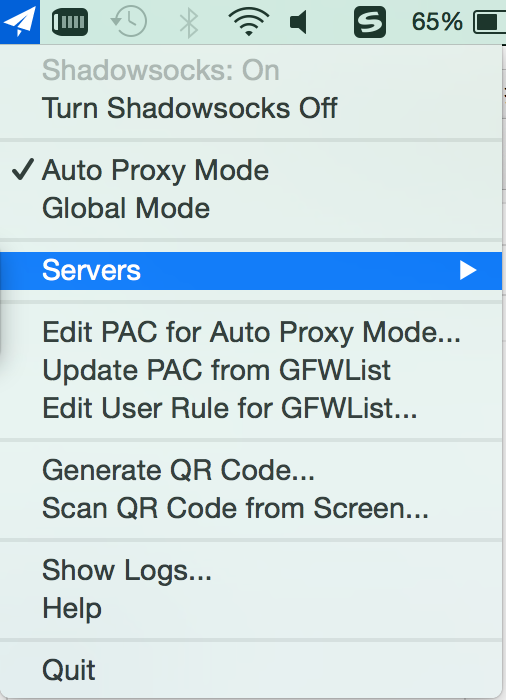 65%
Shadowsocks: On
Turn Shadowsocks Off
Auto Proxy Mode
Global Mode
Servers
Edit PAC for Auto Proxy Mode...
Update PAC from GFWList
Edit User Rule for GFWList...
Generate QR Code...
Scan QR Code from Screen...
Show Logs...
Help
Quit